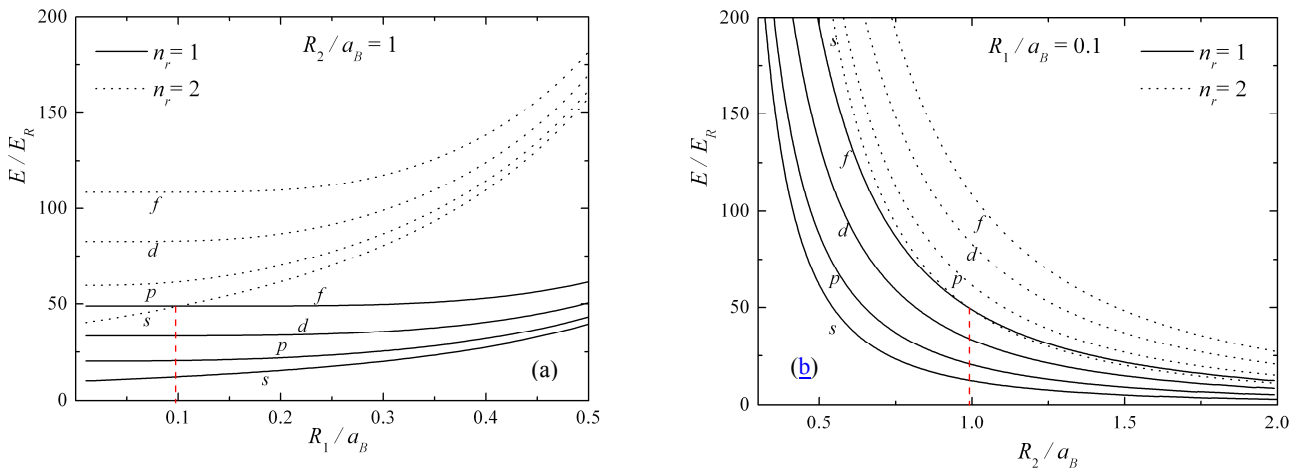 200
150
100
50
0
E / E_R
n_r = 1
n_r = 2
R_2 / a_B = 1
f
d
p
s
f
d
p
s
(a)
0.1
0.2
0.3
0.4
0.5
R_1 / a_B
200
150
100
50
0
E / E_R
s
R_1 / a_B = 0.1
n_r = 1
n_r = 2
f
f
d
d
p
p
s
(b)
0.5
1.0
1.5
2.0
R_2 / a_B